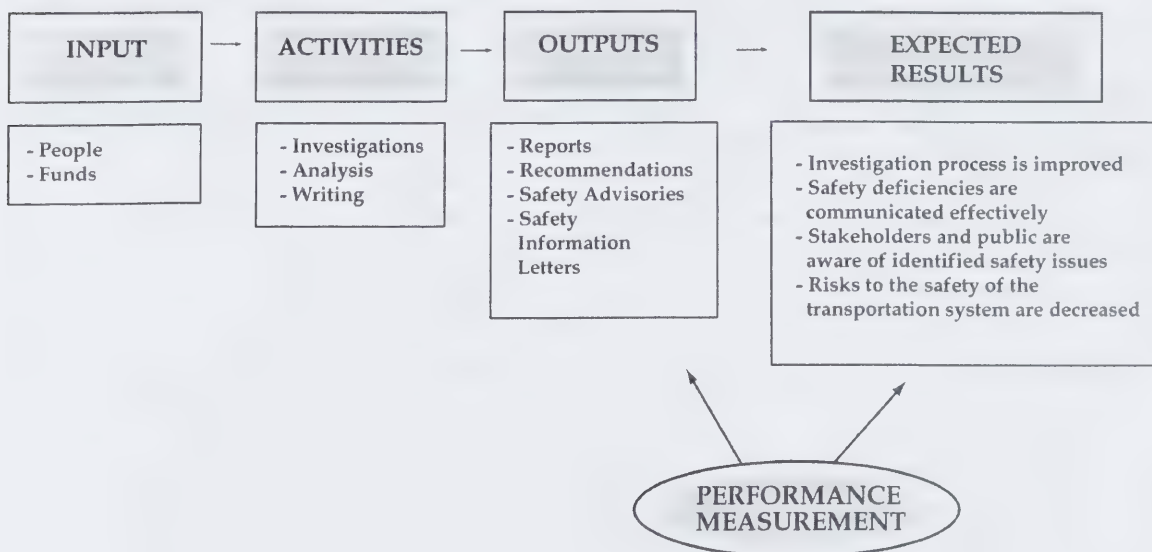 INPUT
ACTIVITIES
OUTPUTS
EXPECTED
RESULTS
- People
- Funds
- Investigations
- Analysis
- Writing
- Reports
- Recommendations
- Safety Advisories
- Safety
Information
Letters
- Investigation process is improved
- Safety deficiencies are
communicated effectively
- Stakeholders and public are
aware of identified safety issues
- Risks to the safety of the
transportation system are decreased
PERFORMANCE
MEASUREMENT